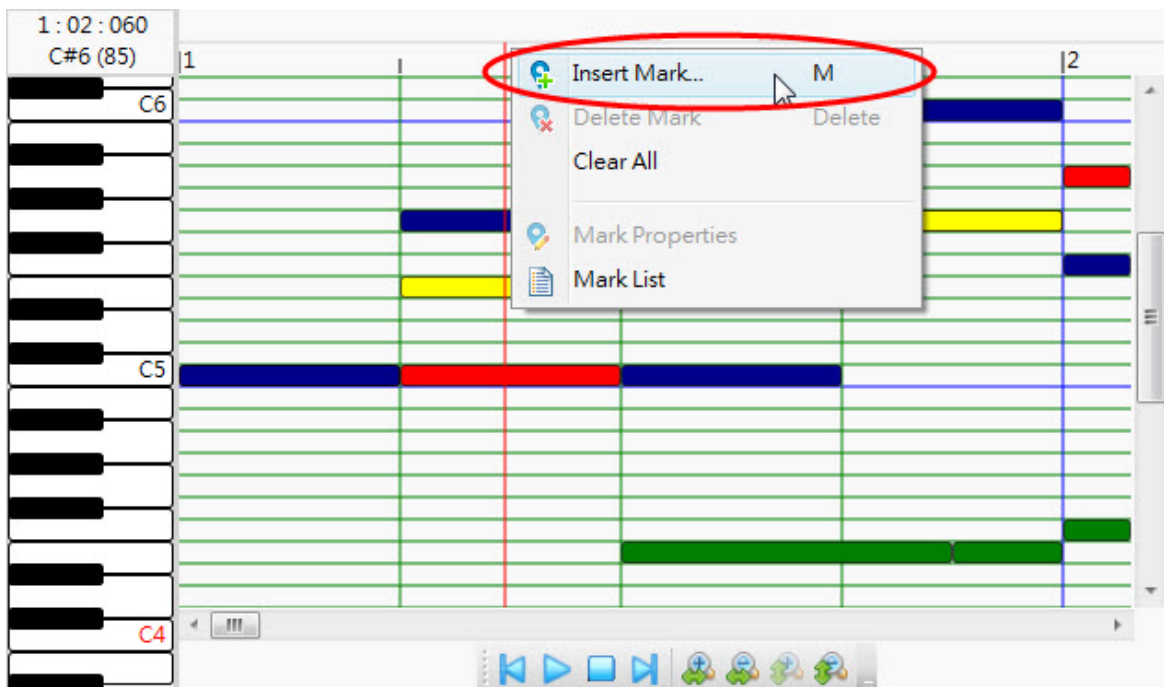 1 : 02 : 060
C#6 (85)
|1
|2
Insert Mark... M
C6
Delete Mark Delete
Clear All
Mark Properties
Mark List
C5
C4